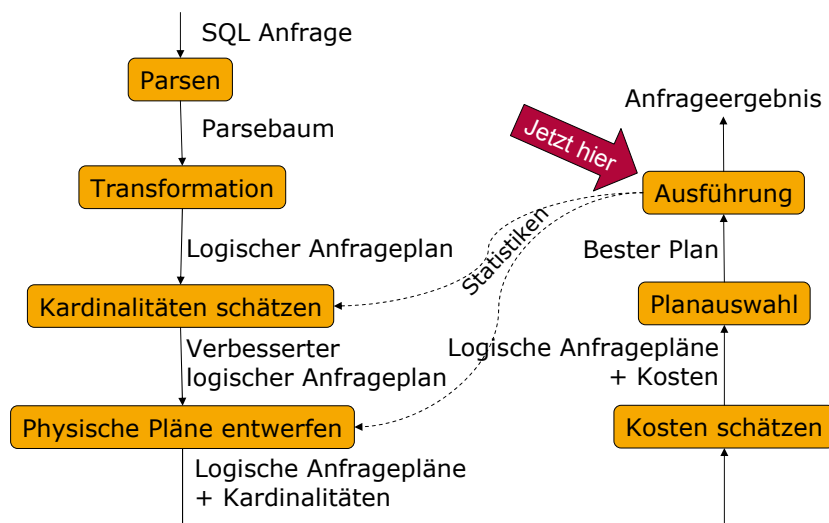 SQL Anfrage
Parsen
Parsebaum
Transformation
Logischer Anfrageplan
Kardinalitäten schätzen
Verbesserter
logischer Anfrageplan
Physische Pläne entwerfen
Logische Anfragepläne
+ Kardinalitäten
Statistiken
Jetzt hier
Anfrageergebnis
Ausführung
Bester Plan
Planauswahl
Logische Anfragepläne
+ Kosten
Kosten schätzen